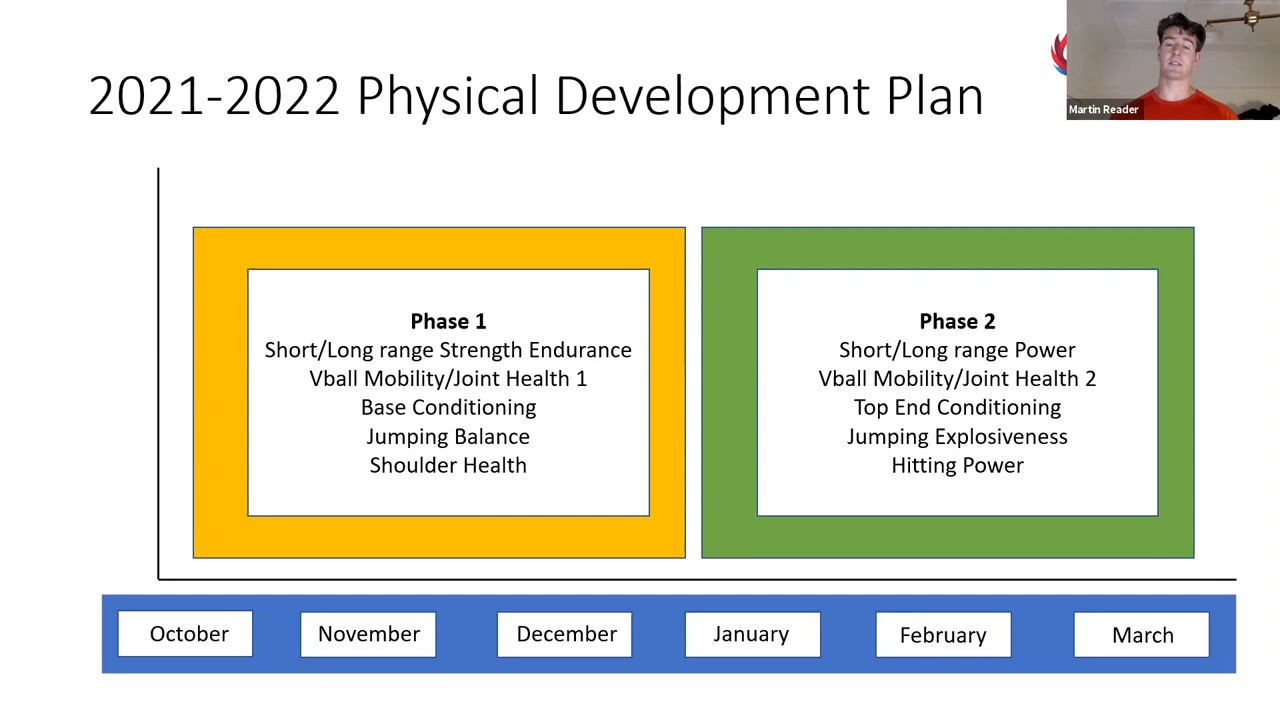 2021-2022 Physical Development Plan
Martin Reader
Phase 1
Short/Long range Strength Endurance
Vball Mobility/Joint Health 1
Base Conditioning
Jumping Balance
Shoulder Health
Phase 2
Short/Long range Power
Vball Mobility/Joint Health 2
Top End Conditioning
Jumping Explosiveness
Hitting Power
October
November
December
January
February
March